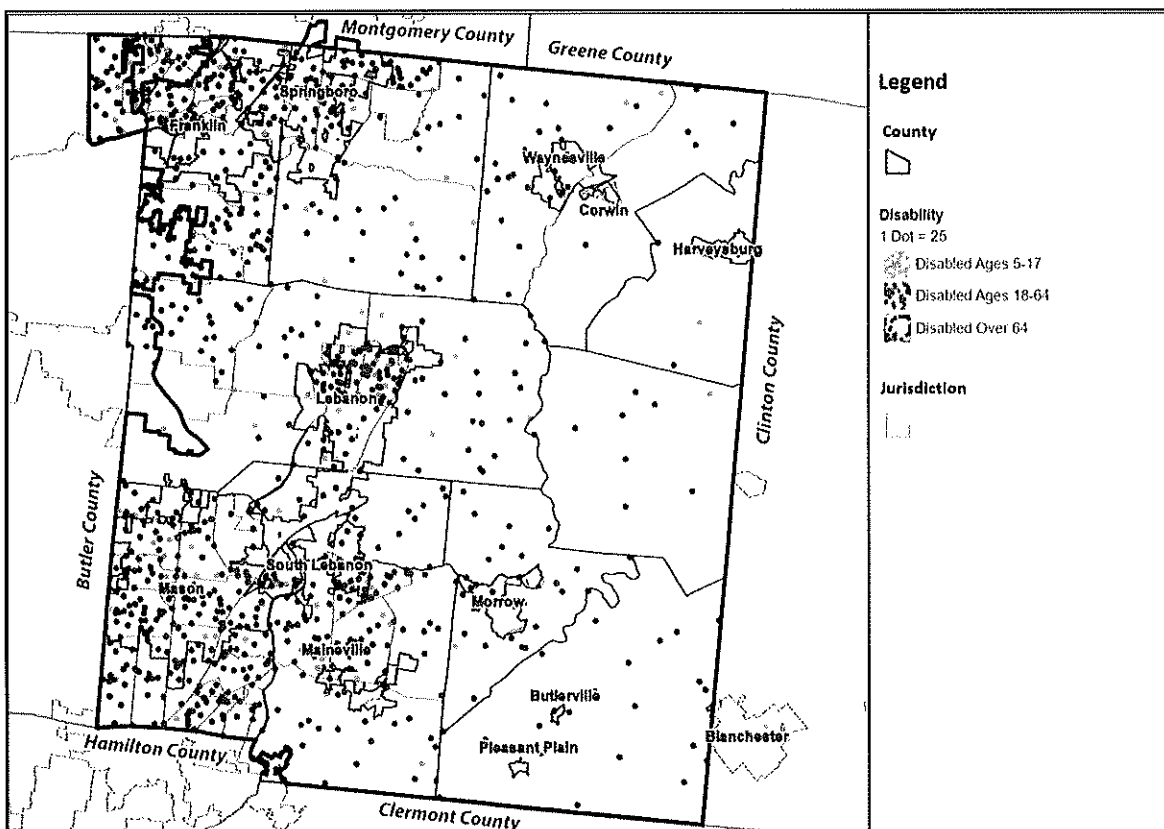 Montgomery County
Greene County
Springboro
Franklin
Waynesville
Corwin
Harveysburg
Lebanon
Clinton County
Butler County
South Lebanon
Mason
Morrow
Maineville
Butlerville
Pleasant Plain
Blanchester
Hamilton County
Clermont County
Legend
County
Disability
1 Dot = 25
Disabled Ages 5-17
Disabled Ages 18-64
Disabled Over 64
Jurisdiction